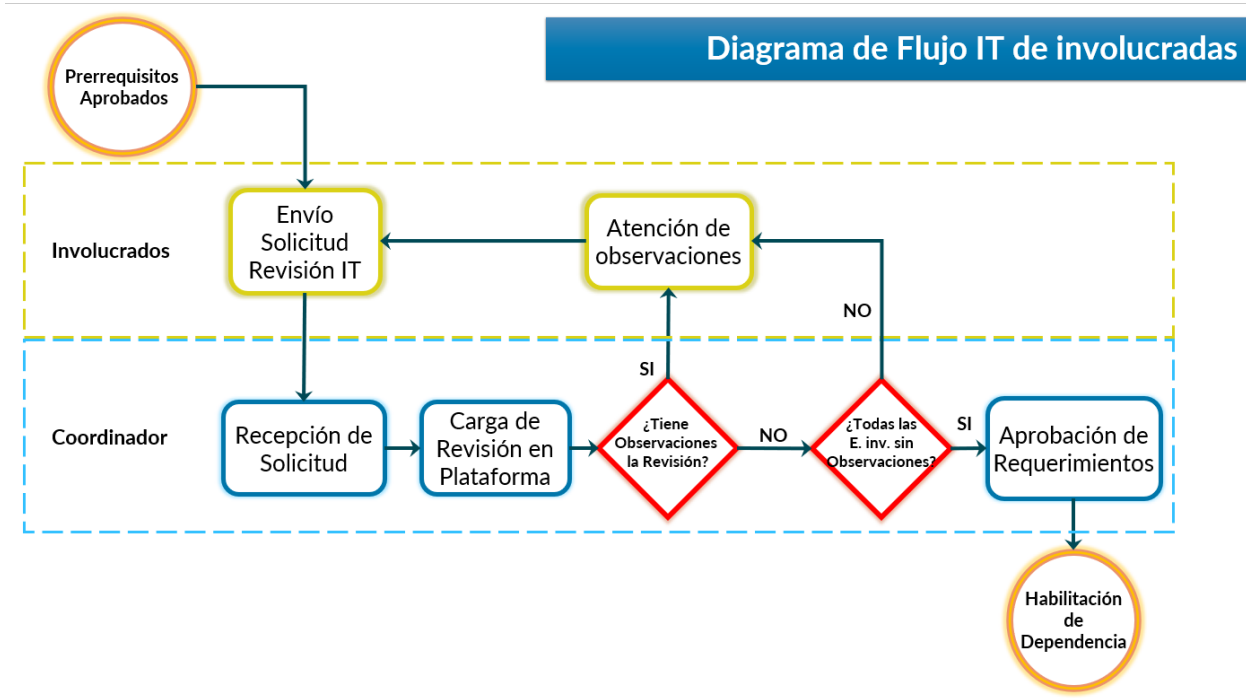 Diagrama de Flujo IT de involucradas
Prerrequisitos
Aprobados
Involucrados
Envío
Solicitud
Revisión IT
Atención de
observaciones
NO
SI
Coordinador
Recepción de
Solicitud
Carga de
Revisión en
Plataforma
¿Tiene
Observaciones
la Revisión?
NO
¿Todas las
E. inv. sin
Observaciones?
SI
Aprobación de
Requerimientos
Habilitación
de
Dependencia